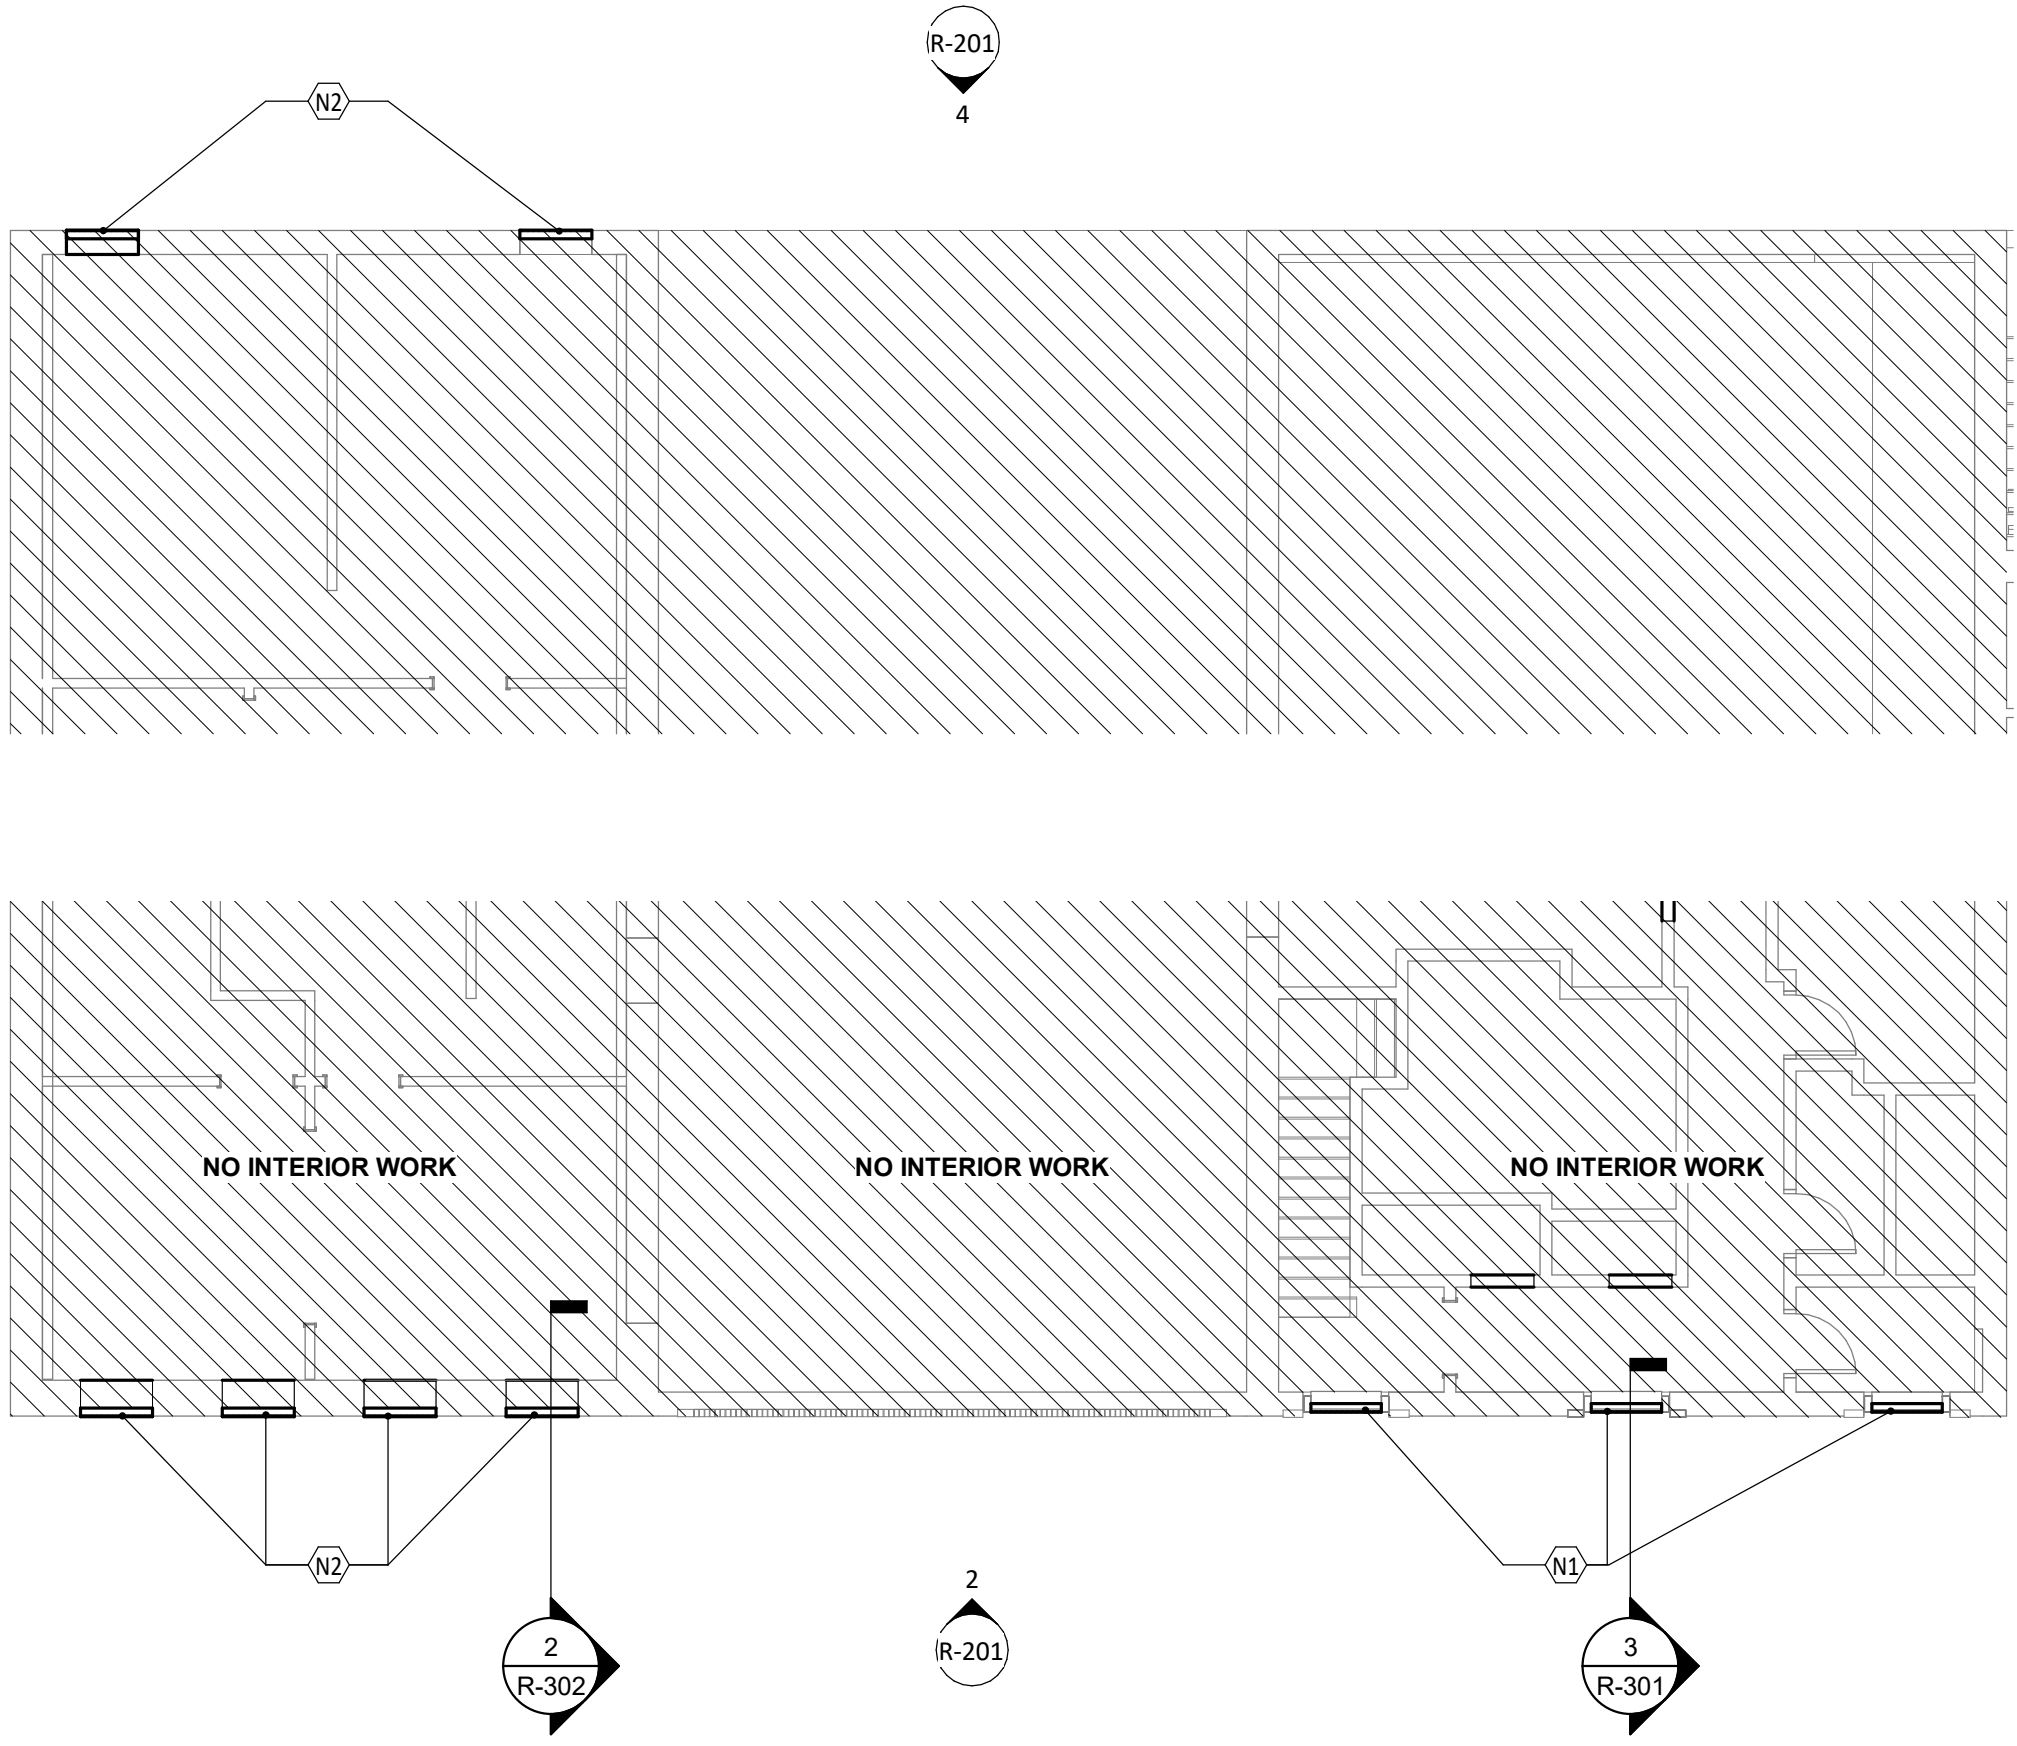 R-201
4
N2
NO INTERIOR WORK
NO INTERIOR WORK
NO INTERIOR WORK
N2
N1
2
R-201
2
R-302
3
R-301